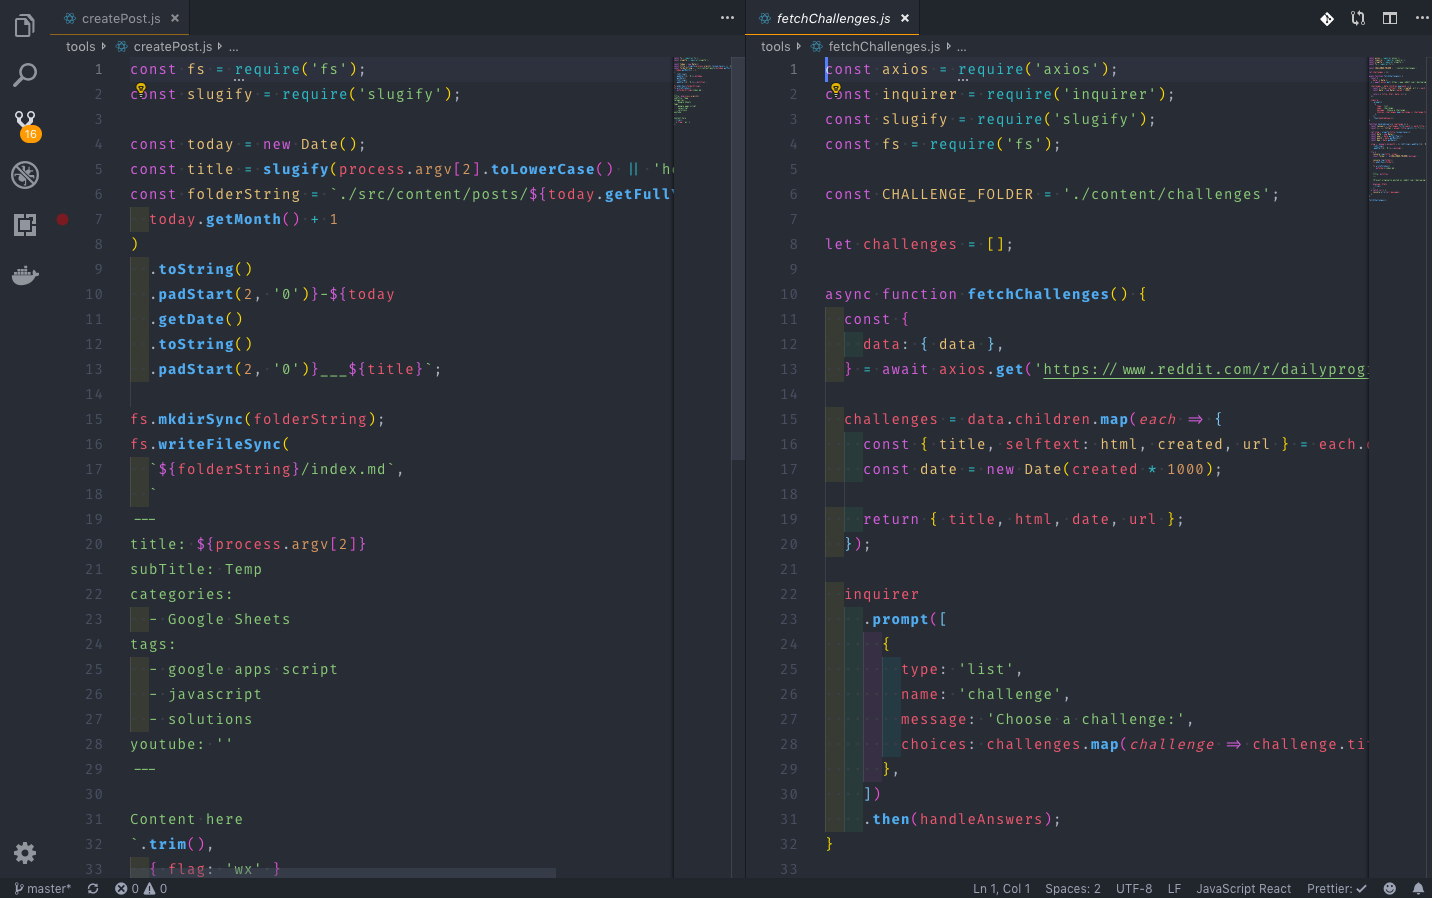 createPost.js ×
tools createPost.js ...
1 const fs = require('fs');
2 const slugify = require('slugify');
3
4 const today = new Date();
5 const title = slugify(process.argv[2].toLowerCase() || 'h
6 const folderString = `./src/content/posts/${today.getFull
7   today.getMonth() + 1
8 )
9   .toString()
10   .padStart(2, '0')}-${today
11   .getDate()
12   .toString()
13   .padStart(2, '0')}___${title}`;
14
15 fs.mkdirSync(folderString);
16 fs.writeFileSync(
17   `${folderString}/index.md`,
18   `
19 ---
20 title: ${process.argv[2]}
21 subTitle: Temp
22 categories:
23   - Google Sheets
24 tags:
25   - google apps script
26   - javascript
27   - solutions
28 youtube: ''
29 ---
30
31 Content here
32 `.trim(),
33   { flag: 'wx' }
fetchChallenges.js ×
tools fetchChallenges.js ...
1 const axios = require('axios');
2 const inquirer = require('inquirer');
3 const slugify = require('slugify');
4 const fs = require('fs');
5
6 const CHALLENGE_FOLDER = './content/challenges';
7
8 let challenges = [];
9
10 async function fetchChallenges() {
11   const {
12     data: { data },
13   } = await axios.get('https://www.reddit.com/r/dailyprog
14
15   challenges = data.children.map(each => {
16     const { title, selftext: html, created, url } = each.
17     const date = new Date(created * 1000);
18
19     return { title, html, date, url };
20   });
21
22   inquirer
23     .prompt([
24       {
25         type: 'list',
26         name: 'challenge',
27         message: 'Choose a challenge:',
28         choices: challenges.map(challenge => challenge.ti
29       },
30     ])
31     .then(handleAnswers);
32 }
33
16
master* 0 0 Ln 1, Col 1 Spaces: 2 UTF-8 LF JavaScript React Prettier: ✓